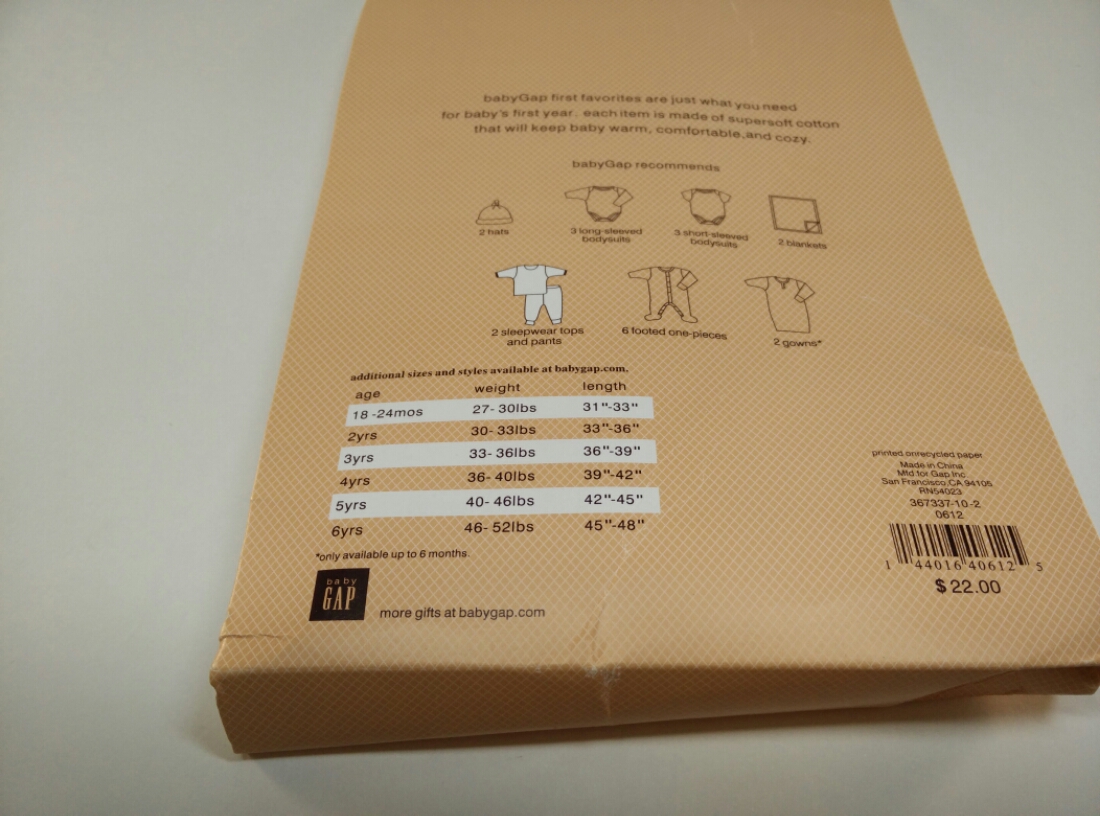 babyGap first favorites are just what you need
for baby's first year. each item is made of supersoft cotton
that will keep baby warm, comfortable,and cozy.
babyGap recommends
2 hats
3 long-sleeved
bodysuits
3 short-sleeved
bodysuits
2 blankets
2 sleepwear tops
and pants
6 footed one-pieces
2 gowns*
additional sizes and styles available at babygap.com.
age weight length
18-24mos 27-30lbs 31"-33"
2yrs 30-33lbs 33"-36"
3yrs 33-36lbs 36"-39"
4yrs 36-40lbs 39"-42"
5yrs 40-46lbs 42"-45"
6yrs 46-52lbs 45"-48"
*only available up to 6 months.
baby
GAP
more gifts at babygap.com
printed onrecycled paper
Made in China
Mfd for Gap Inc
San Francisco,CA 94105
RN54023
367337-10-2
0612
1 44016 40612 5
$22.00